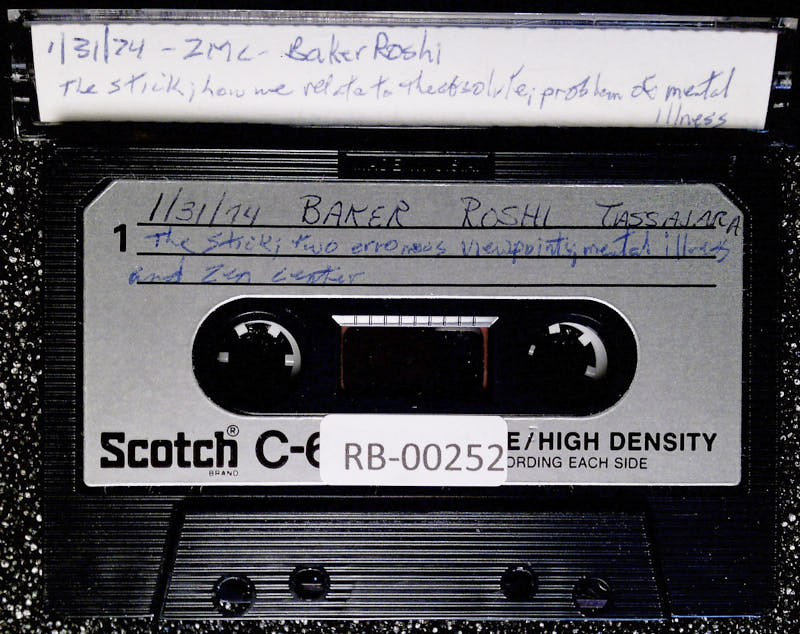 1/31/74 - ZMC - Baker Roshi
The stick; how we relate to the absolute; problem of mental
illness
1/31/74 BAKER ROSHI TASSAJARA
1 The stick; two erroneous viewpoints; mental illness
and Zen Center
Scotch® C-6
BRAND
RB-00252
E/HIGH DENSITY
ORDING EACH SIDE